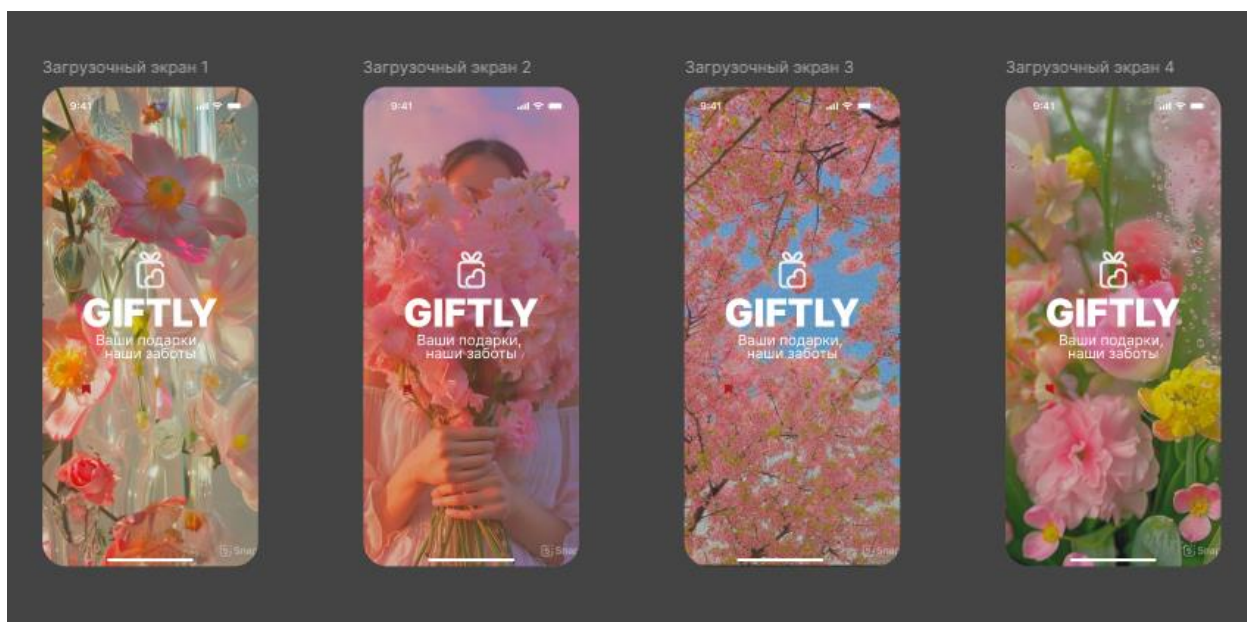 Загрузочный экран 1
Загрузочный экран 2
Загрузочный экран 3
Загрузочный экран 4
9:41
9:41
9:41
9:41
GIFTLY
Ваши подарки,
наши заботы
GIFTLY
Ваши подарки,
наши заботы
GIFTLY
Ваши подарки,
наши заботы
GIFTLY
Ваши подарки,
наши заботы